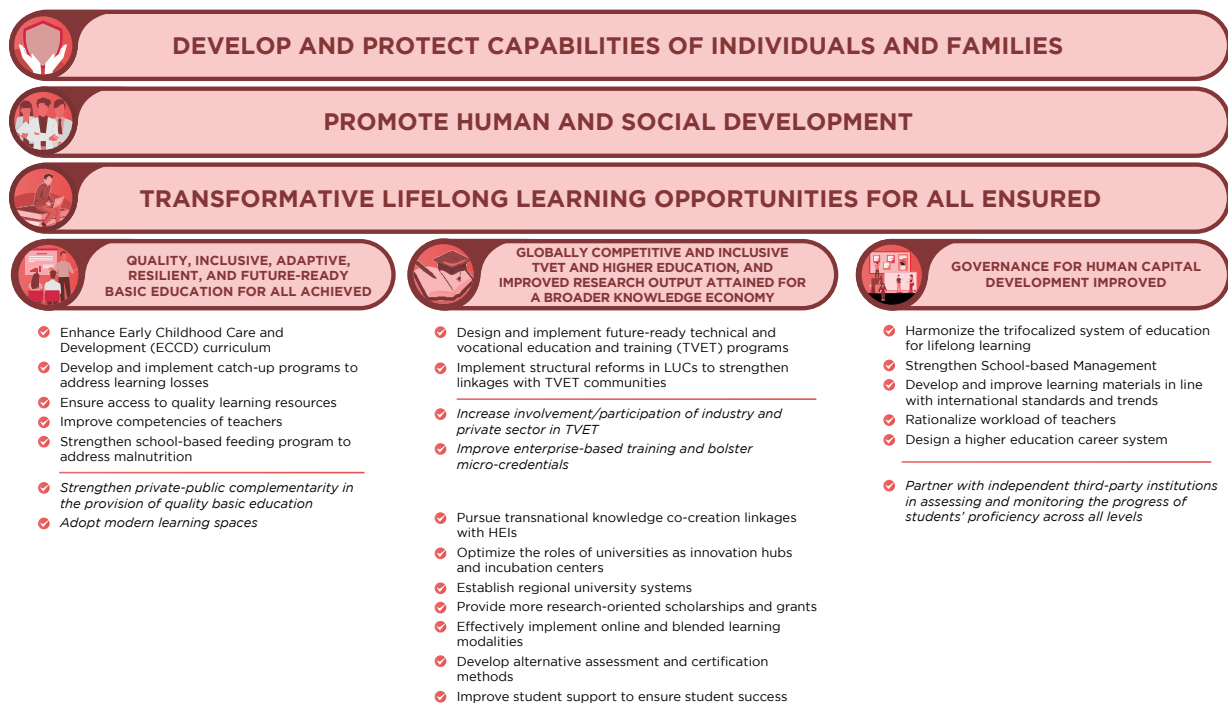 DEVELOP AND PROTECT CAPABILITIES OF INDIVIDUALS AND FAMILIES
PROMOTE HUMAN AND SOCIAL DEVELOPMENT
TRANSFORMATIVE LIFELONG LEARNING OPPORTUNITIES FOR ALL ENSURED
QUALITY, INCLUSIVE, ADAPTIVE,
RESILIENT, AND FUTURE-READY
BASIC EDUCATION FOR ALL ACHIEVED
Enhance Early Childhood Care and
Development (ECCD) curriculum
Develop and implement catch-up programs to
address learning losses
Ensure access to quality learning resources
Improve competencies of teachers
Strengthen school-based feeding program to
address malnutrition
Strengthen private-public complementarity in
the provision of quality basic education
Adopt modern learning spaces
GLOBALLY COMPETITIVE AND INCLUSIVE
TVET AND HIGHER EDUCATION, AND
IMPROVED RESEARCH OUTPUT ATTAINED FOR
A BROADER KNOWLEDGE ECONOMY
Design and implement future-ready technical and
vocational education and training (TVET) programs
Implement structural reforms in LUCs to strengthen
linkages with TVET communities
Increase involvement/participation of industry and
private sector in TVET
Improve enterprise-based training and bolster
micro-credentials
Pursue transnational knowledge co-creation linkages
with HEIs
Optimize the roles of universities as innovation hubs
and incubation centers
Establish regional university systems
Provide more research-oriented scholarships and grants
Effectively implement online and blended learning
modalities
Develop alternative assessment and certification
methods
Improve student support to ensure student success
GOVERNANCE FOR HUMAN CAPITAL
DEVELOPMENT IMPROVED
Harmonize the trifocalized system of education
for lifelong learning
Strengthen School-based Management
Develop and improve learning materials in line
with international standards and trends
Rationalize workload of teachers
Design a higher education career system
Partner with independent third-party institutions
in assessing and monitoring the progress of
students' proficiency across all levels